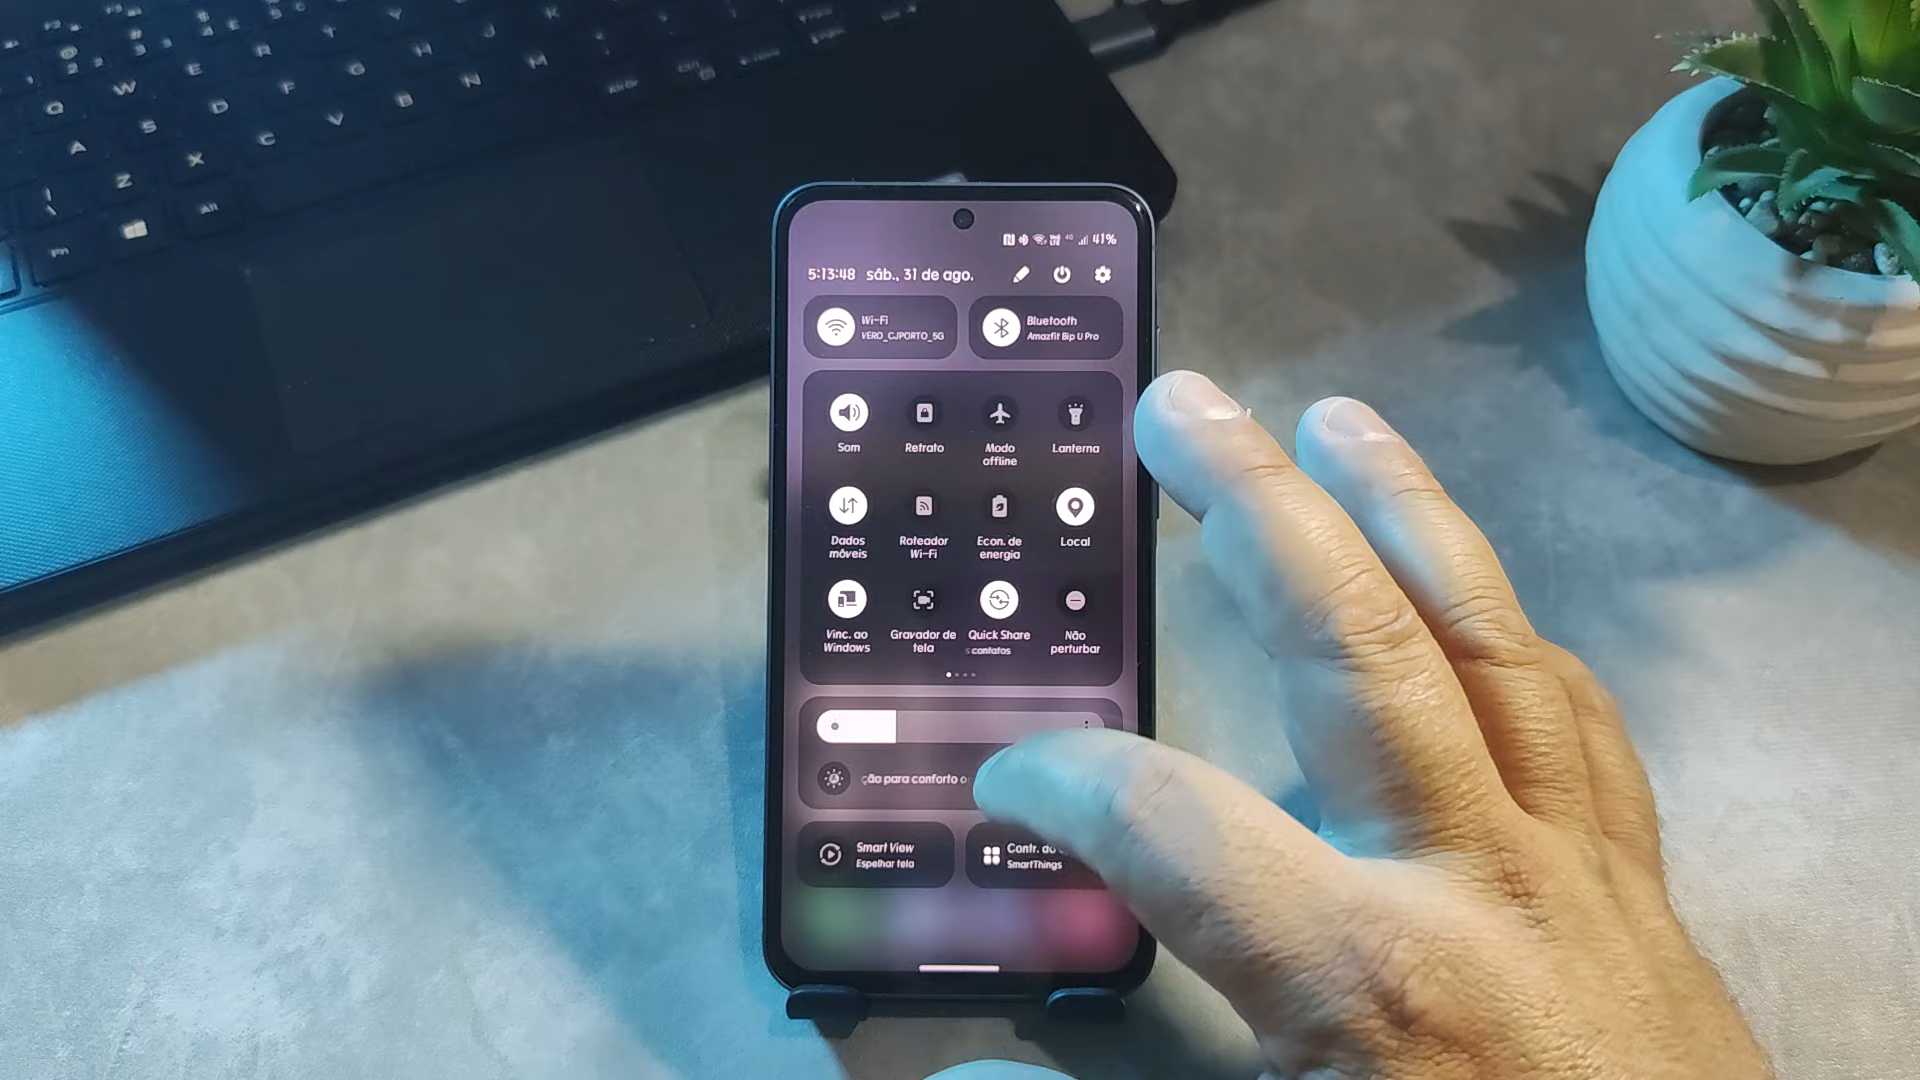 Q W E R T Y
A S D F G H
Z X C V B N M
Fn Alt
41%
5:13:48 sáb., 31 de ago.
Wi-Fi
VERO_CJPORTO_5G
Bluetooth
Amazfit Bip U Pro
Som
Retrato
Modo
offline
Lanterna
Dados
móveis
Roteador
Wi-Fi
Econ. de
energia
Local
Vinc. ao
Windows
Gravador de
tela
Quick Share
s contatos
Não
perturbar
ção para conforto o
Smart View
Espelhar tela
Contr. do
SmartThings